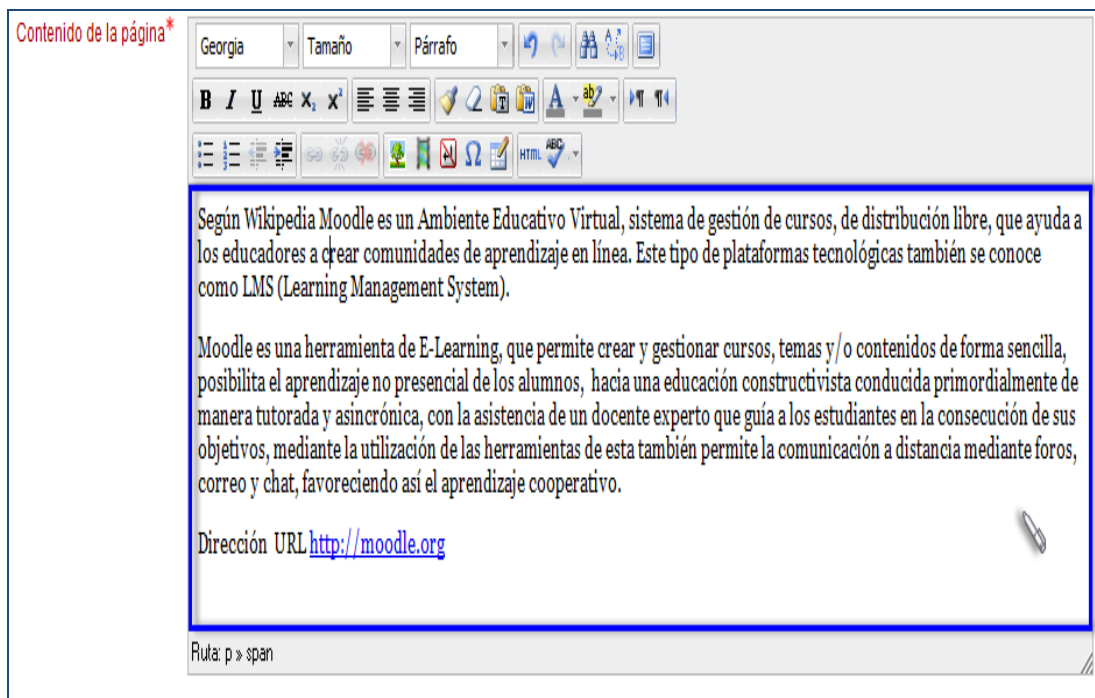 Contenido de la página*
Georgia Tamaño Párrafo
B I U ABC X₂ X² A ab
Ω HTML ABC
Según Wikipedia Moodle es un Ambiente Educativo Virtual, sistema de gestión de cursos, de distribución libre, que ayuda a
los educadores a crear comunidades de aprendizaje en línea. Este tipo de plataformas tecnológicas también se conoce
como LMS (Learning Management System).
Moodle es una herramienta de E-Learning, que permite crear y gestionar cursos, temas y/o contenidos de forma sencilla,
posibilita el aprendizaje no presencial de los alumnos, hacia una educación constructivista conducida primordialmente de
manera tutorada y asincrónica, con la asistencia de un docente experto que guía a los estudiantes en la consecución de sus
objetivos, mediante la utilización de las herramientas de esta también permite la comunicación a distancia mediante foros,
correo y chat, favoreciendo así el aprendizaje cooperativo.
Dirección URL http://moodle.org
Ruta: p » span